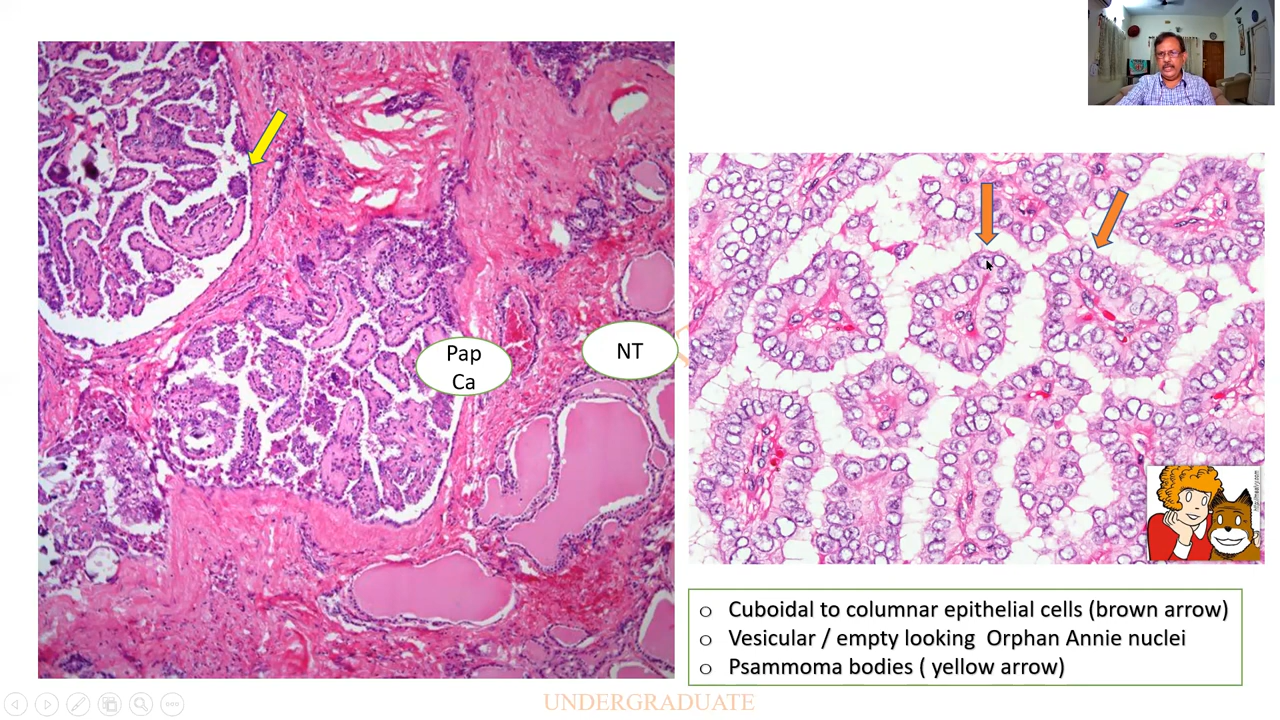 Pap
Ca
NT
o Cuboidal to columnar epithelial cells (brown arrow)
o Vesicular / empty looking Orphan Annie nuclei
o Psammoma bodies ( yellow arrow)
UNDERGRADUATE